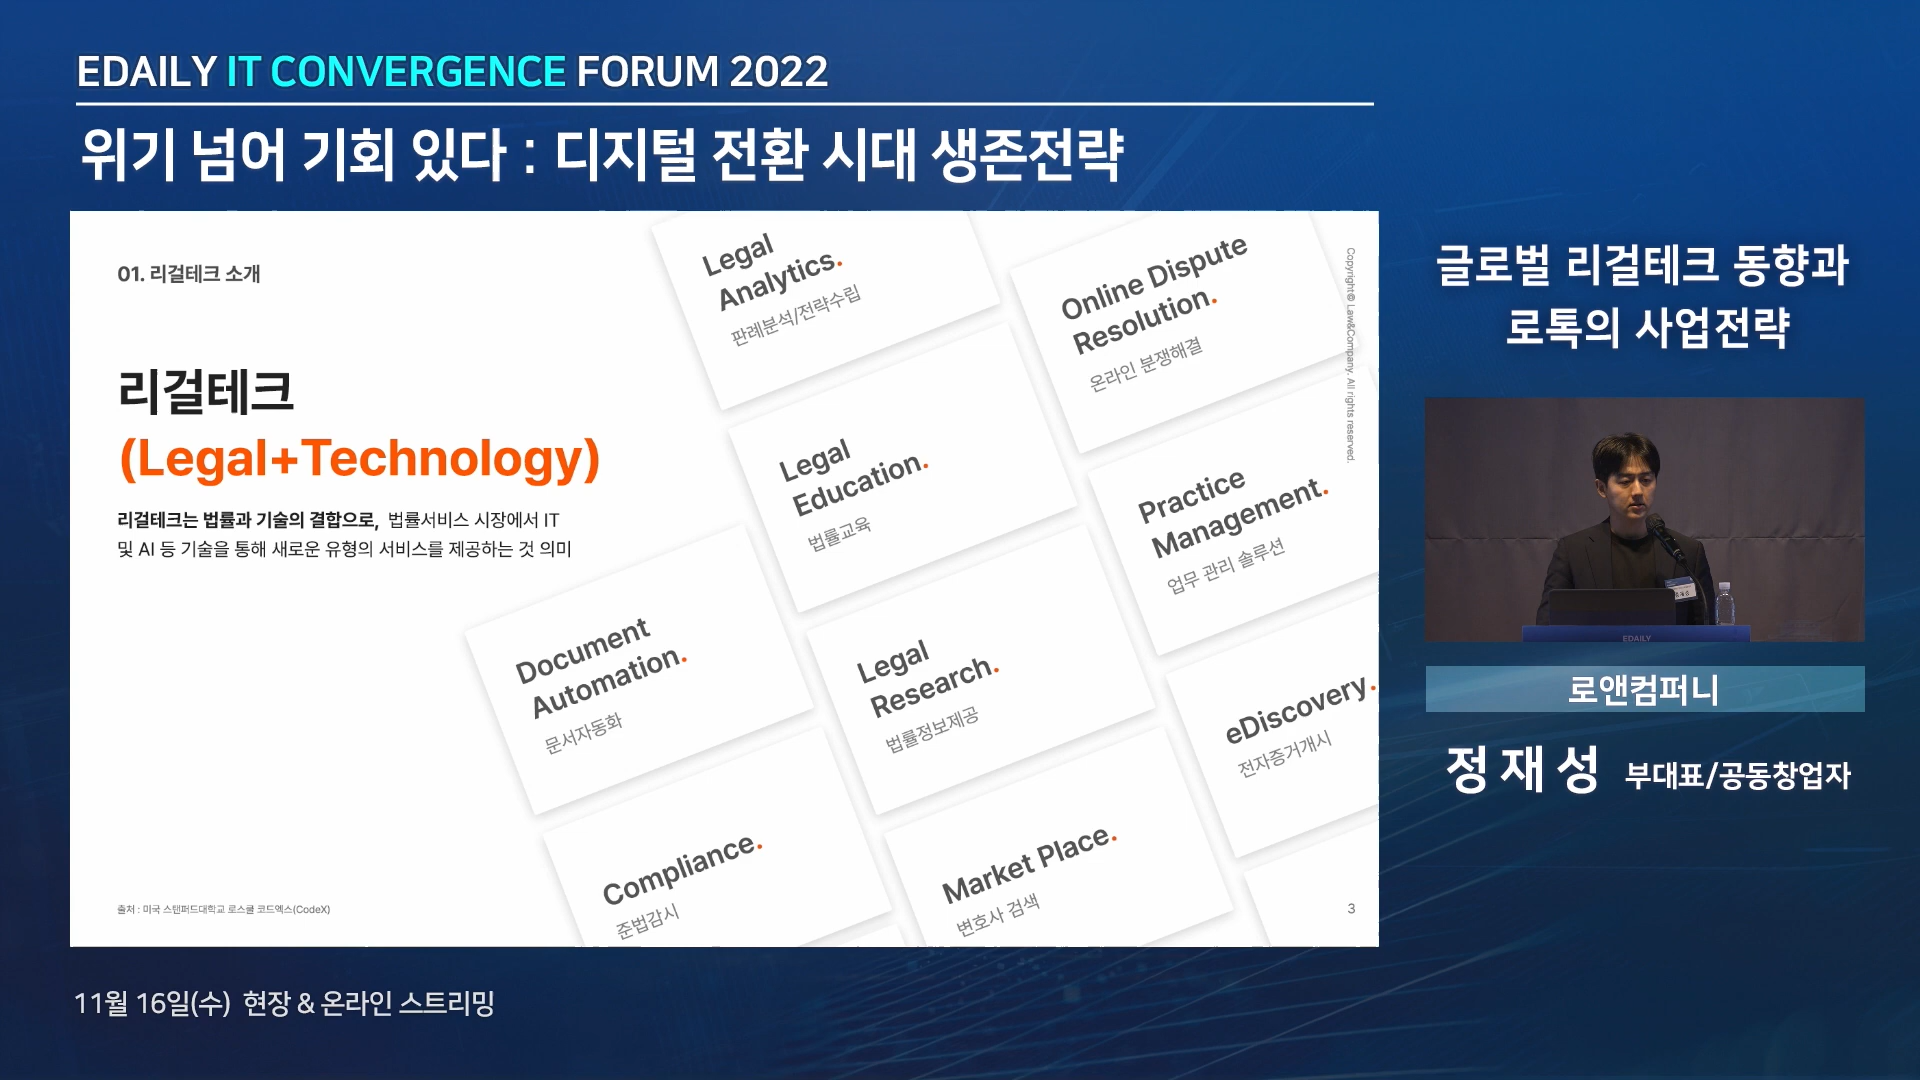 EDAILY IT CONVERGENCE FORUM 2022
위기 넘어 기회 있다 : 디지털 전환 시대 생존전략
01. 리걸테크 소개
리걸테크
(Legal+Technology)
리걸테크는 법률과 기술의 결합으로, 법률서비스 시장에서 IT
및 AI 등 기술을 통해 새로운 유형의 서비스를 제공하는 것 의미
Legal
Analytics.
판례분석/전략수립
Online Dispute
Resolution.
온라인 분쟁해결
Legal
Education.
법률교육
Practice
Management.
업무 관리 솔루션
Document
Automation.
문서자동화
Legal
Research.
법률정보제공
eDiscovery.
전자증거개시
Compliance.
준법감시
Market Place.
변호사 검색
Copyright© Law&Company. All rights reserved.
출처 : 미국 스탠퍼드대학교 로스쿨 코드엑스(CodeX)
3
글로벌 리걸테크 동향과
로톡의 사업전략
EDAILY
로앤컴퍼니
정재성 부대표/공동창업자
11월 16일(수) 현장 & 온라인 스트리밍